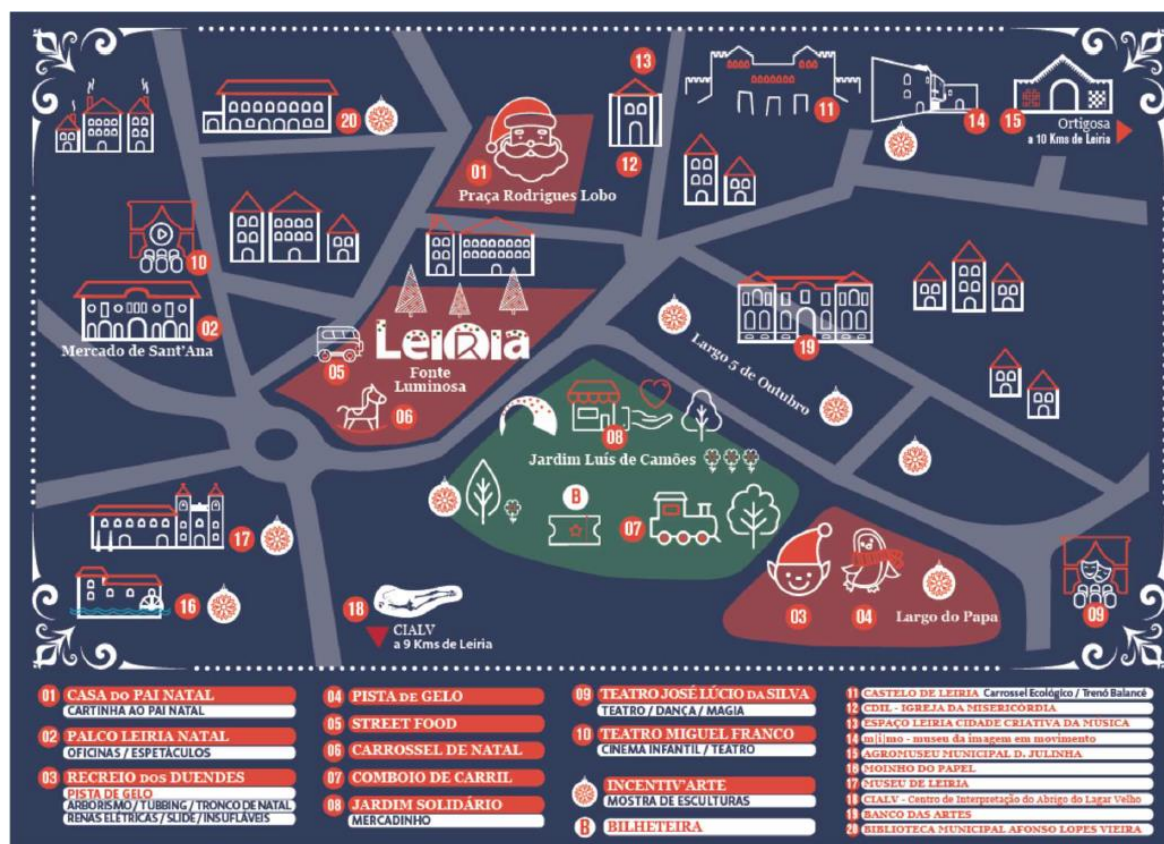 13
20
11
14
15
Ortigosa
a 10 Kms de Leiria
01
12
Praça Rodrigues Lobo
10
02
Mercado de Sant'Ana
05
LeiRia
Fonte
Luminosa
06
19
Largo 5 de Outubro
08
Jardim Luís de Camões
B
07
17
16
18
CIALV
a 9 Kms de Leiria
03
04
Largo do Papa
09
01 CASA DO PAI NATAL
CARTINHA AO PAI NATAL
02 PALCO LEIRIA NATAL
OFICINAS / ESPETÁCULOS
03 RECREIO DOS DUENDES
PISTA DE GELO
ARBORISMO / TUBBING / TRONCO DE NATAL
RENAS ELÉTRICAS / SLIDE / INSUFLÁVEIS
04 PISTA DE GELO
05 STREET FOOD
06 CARROSSEL DE NATAL
07 COMBOIO DE CARRIL
08 JARDIM SOLIDÁRIO
MERCADINHO
09 TEATRO JOSÉ LÚCIO DA SILVA
TEATRO / DANÇA / MAGIA
10 TEATRO MIGUEL FRANCO
CINEMA INFANTIL / TEATRO
INCENTIV'ARTE
MOSTRA DE ESCULTURAS
B BILHETEIRA
11 CASTELO DE LEIRIA Carrossel Ecológico / Trenó Balancé
12 CDIL - IGREJA DA MISERICÓRDIA
13 ESPAÇO LEIRIA CIDADE CRIATIVA DA MÚSICA
14 m|i|mo - museu da imagem em movimento
15 AGROMUSEU MUNICIPAL D. JULINHA
16 MOINHO DO PAPEL
17 MUSEU DE LEIRIA
18 CIALV - Centro de Interpretação do Abrigo do Lagar Velho
19 BANCO DAS ARTES
20 BIBLIOTECA MUNICIPAL AFONSO LOPES VIEIRA